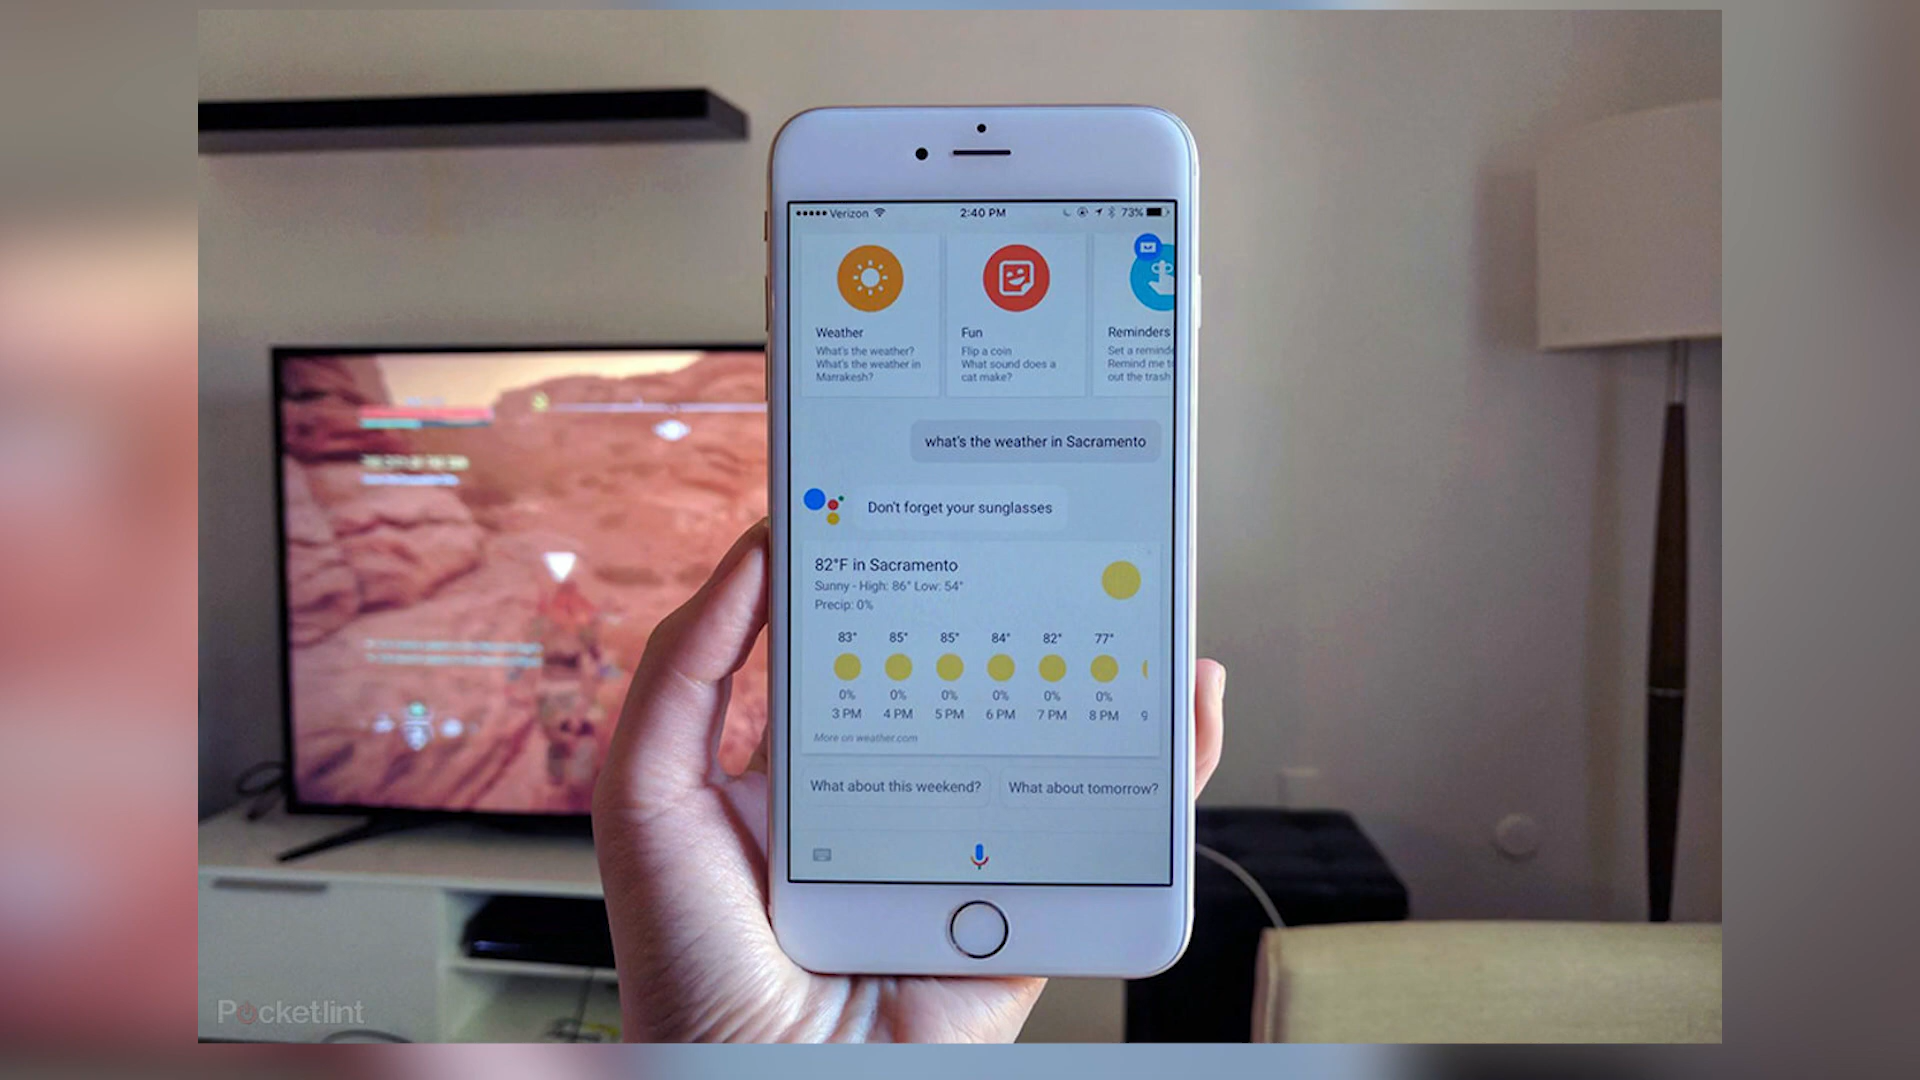 Verizon 2:40 PM 73%
Weather
What's the weather?
What's the weather in
Marrakesh?
Fun
Flip a coin
What sound does a
cat make?
Reminders
Set a remind
Remind me t
out the trash
what's the weather in Sacramento
Don't forget your sunglasses
82°F in Sacramento
Sunny - High: 86° Low: 54°
Precip: 0%
83° 85° 85° 84° 82° 77°
0% 0% 0% 0% 0% 0%
3 PM 4 PM 5 PM 6 PM 7 PM 8 PM 9
More on weather.com
What about this weekend? What about tomorrow?
Pocketlint